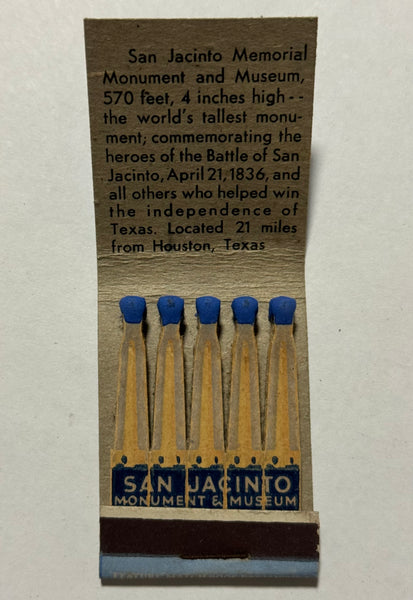 San Jacinto Memorial
Monument and Museum,
570 feet, 4 inches high--
the world's tallest monu-
ment; commemorating the
heroes of the Battle of San
Jacinto, April 21, 1836, and
all others who helped win
the independence of
Texas. Located 21 miles
from Houston, Texas
SAN JACINTO
MONUMENT & MUSEUM